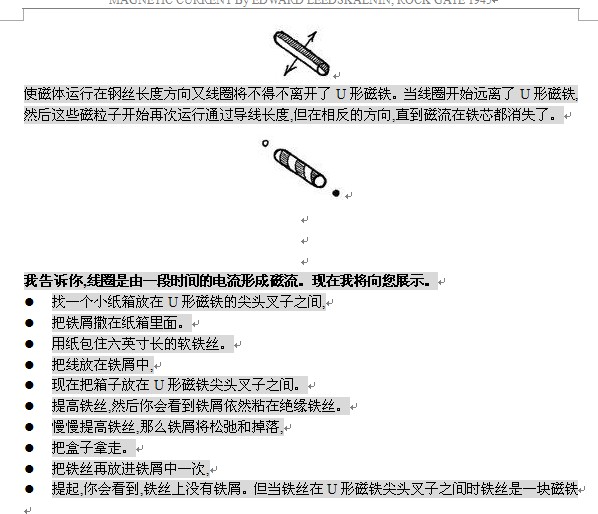 MAGNETIC CURRENT By EDWARD LEEDSKALNIN, ROCK GATE 1945
使磁体运行在钢丝长度方向又线圈将不得不离开了 U 形磁铁。当线圈开始远离了 U 形磁铁,
然后这些磁粒子开始再次运行通过导线长度,但在相反的方向,直到磁流在铁芯都消失了。
我告诉你,线圈是由一段时间的电流形成磁流。现在我将向您展示。
● 找一个小纸箱放在 U 形磁铁的尖头叉子之间,
● 把铁屑撒在纸箱里面。
● 用纸包住六英寸长的软铁丝。
● 把线放在铁屑中,
● 现在把箱子放在 U 形磁铁尖头叉子之间。
● 提高铁丝,然后你会看到铁屑依然粘在绝缘铁丝。
● 慢慢提高铁丝,那么铁屑将松弛和掉落,
● 把盒子拿走。
● 把铁丝再放进铁屑中一次,
● 提起,你会看到,铁丝上没有铁屑。但当铁丝在 U 形磁铁尖头叉子之间时铁丝是一块磁铁